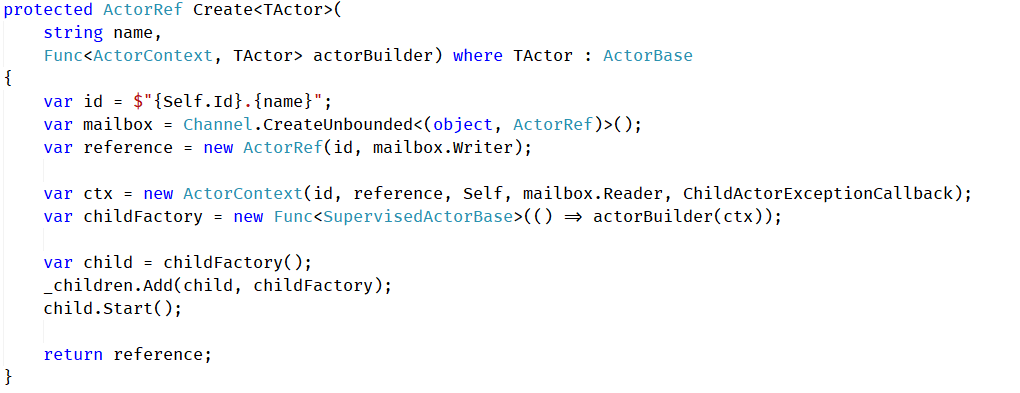 protected ActorRef Create<TActor>(
    string name,
    Func<ActorContext, TActor> actorBuilder) where TActor : ActorBase
{
    var id = $"{Self.Id}.{name}";
    var mailbox = Channel.CreateUnbounded<(object, ActorRef)>();
    var reference = new ActorRef(id, mailbox.Writer);

    var ctx = new ActorContext(id, reference, Self, mailbox.Reader, ChildActorExceptionCallback);
    var childFactory = new Func<SupervisedActorBase>(() => actorBuilder(ctx));

    var child = childFactory();
    _children.Add(child, childFactory);
    child.Start();

    return reference;
}